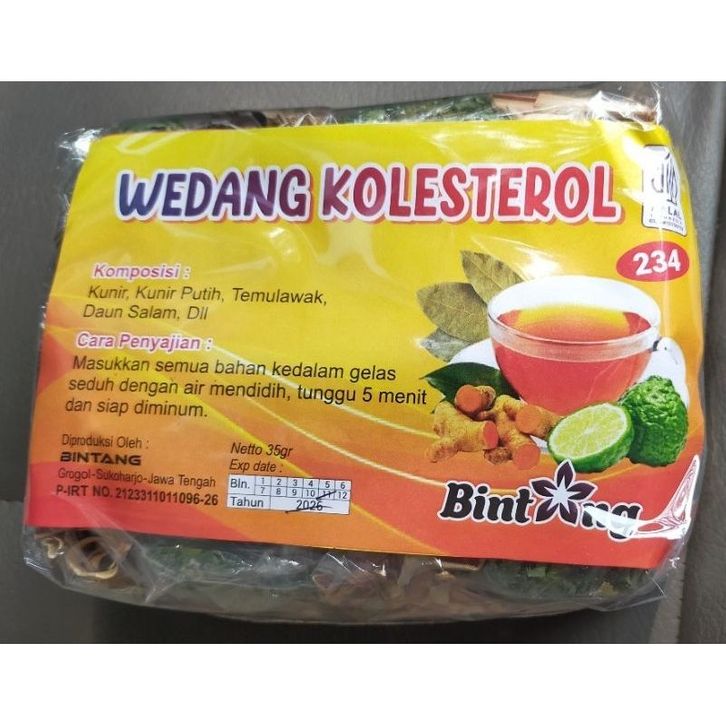 WEDANG KOLESTEROL
234
Komposisi :
Kunir, Kunir Putih, Temulawak,
Daun Salam, Dll
Cara Penyajian :
Masukkan semua bahan kedalam gelas
seduh dengan air mendidih, tunggu 5 menit
dan siap diminum.
Diproduksi Oleh :
BINTANG
Grogol-Sukoharjo-Jawa Tengah
P-IRT NO. 2123311011096-26
Netto 35gr
Exp date :
Bln. 1 2 3 4 5 6
7 8 9 10 11 12
Tahun 2026
Bintang